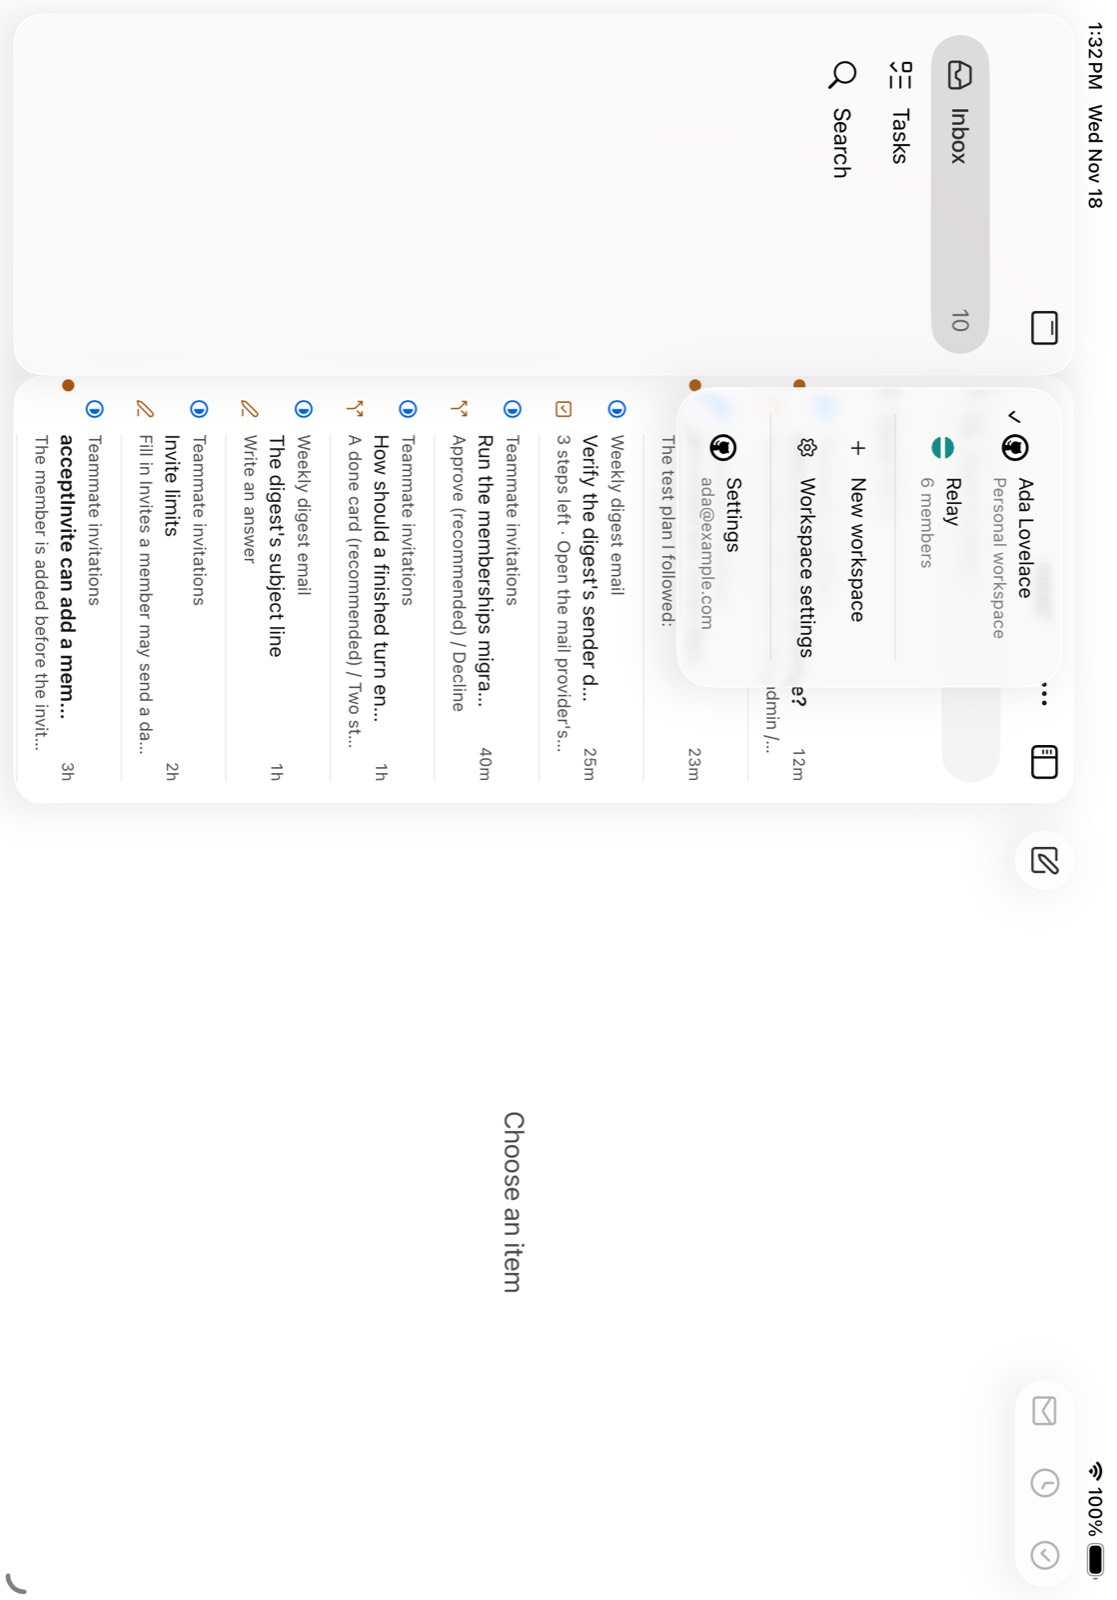 1:32 PM Wed Nov 18
100%
Inbox 10
Tasks
Search
Ada Lovelace
Personal workspace
Relay
6 members
New workspace
Workspace settings
Settings
ada@example.com
e? 12m
dmin /...
23m
The test plan I followed:
Weekly digest email
Verify the digest's sender d... 25m
3 steps left · Open the mail provider's...
Teammate invitations
Run the memberships migra... 40m
Approve (recommended) / Decline
Teammate invitations
How should a finished turn en... 1h
A done card (recommended) / Two st...
Weekly digest email
The digest's subject line 1h
Write an answer
Teammate invitations
Invite limits 2h
Fill in Invites a member may send a da...
Teammate invitations
acceptInvite can add a mem... 3h
The member is added before the invit...
Choose an item